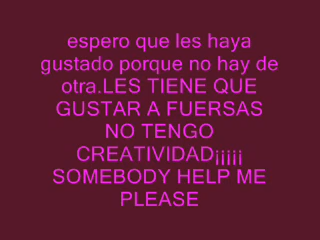 espero que les haya
gustado porque no hay de
otra.LES TIENE QUE
GUSTAR A FUERSAS
NO TENGO
CREATIVIDAD¡¡¡¡¡
SOMEBODY HELP ME
PLEASE